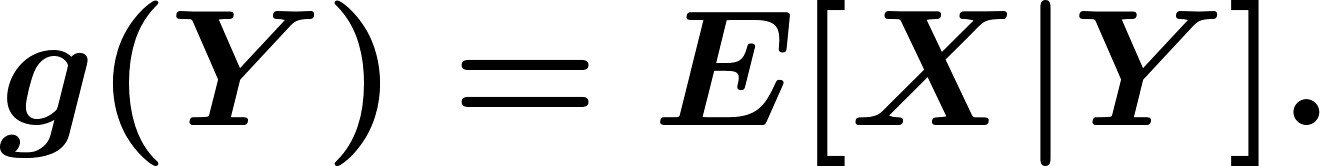 g(Y) = E[X|Y].